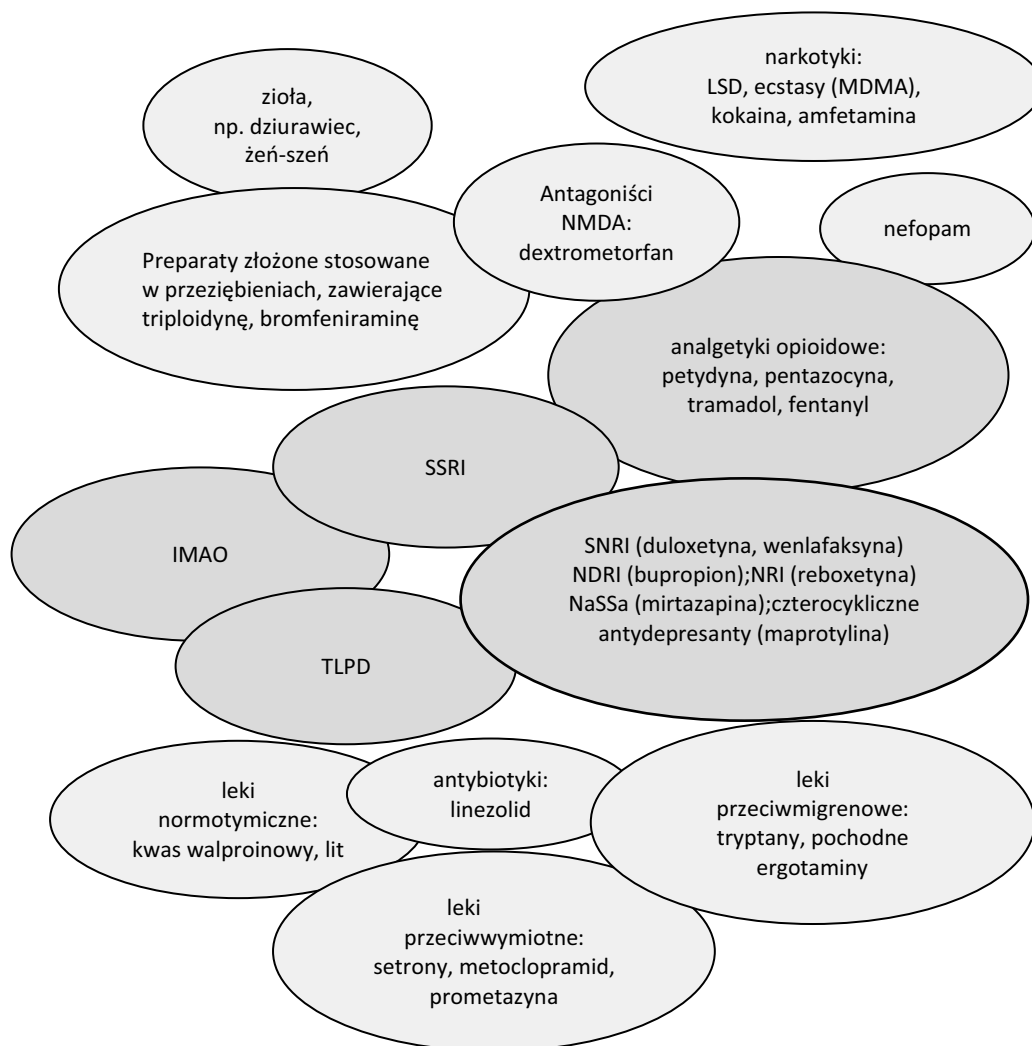 narkotyki:
LSD, ecstasy (MDMA),
kokaina, amfetamina
zioła,
np. dziurawiec,
żeń-szeń
Antagoniści
NMDA:
dextrometorfan
nefopam
Preparaty złożone stosowane
w przeziębieniach, zawierające
triploidynę, bromfeniraminę
analgetyki opioidowe:
petydyna, pentazocyna,
tramadol, fentanyl
SSRI
IMAO
SNRI (duloxetyna, wenlafaksyna)
NDRI (bupropion);NRI (reboxetyna)
NaSSa (mirtazapina);czterocykliczne
antydepresanty (maprotylina)
TLPD
leki
normotymiczne:
kwas walproinowy, lit
antybiotyki:
linezolid
leki
przeciwmigrenowe:
tryptany, pochodne
ergotaminy
leki
przeciwwymiotne:
setrony, metoclopramid,
prometazyna